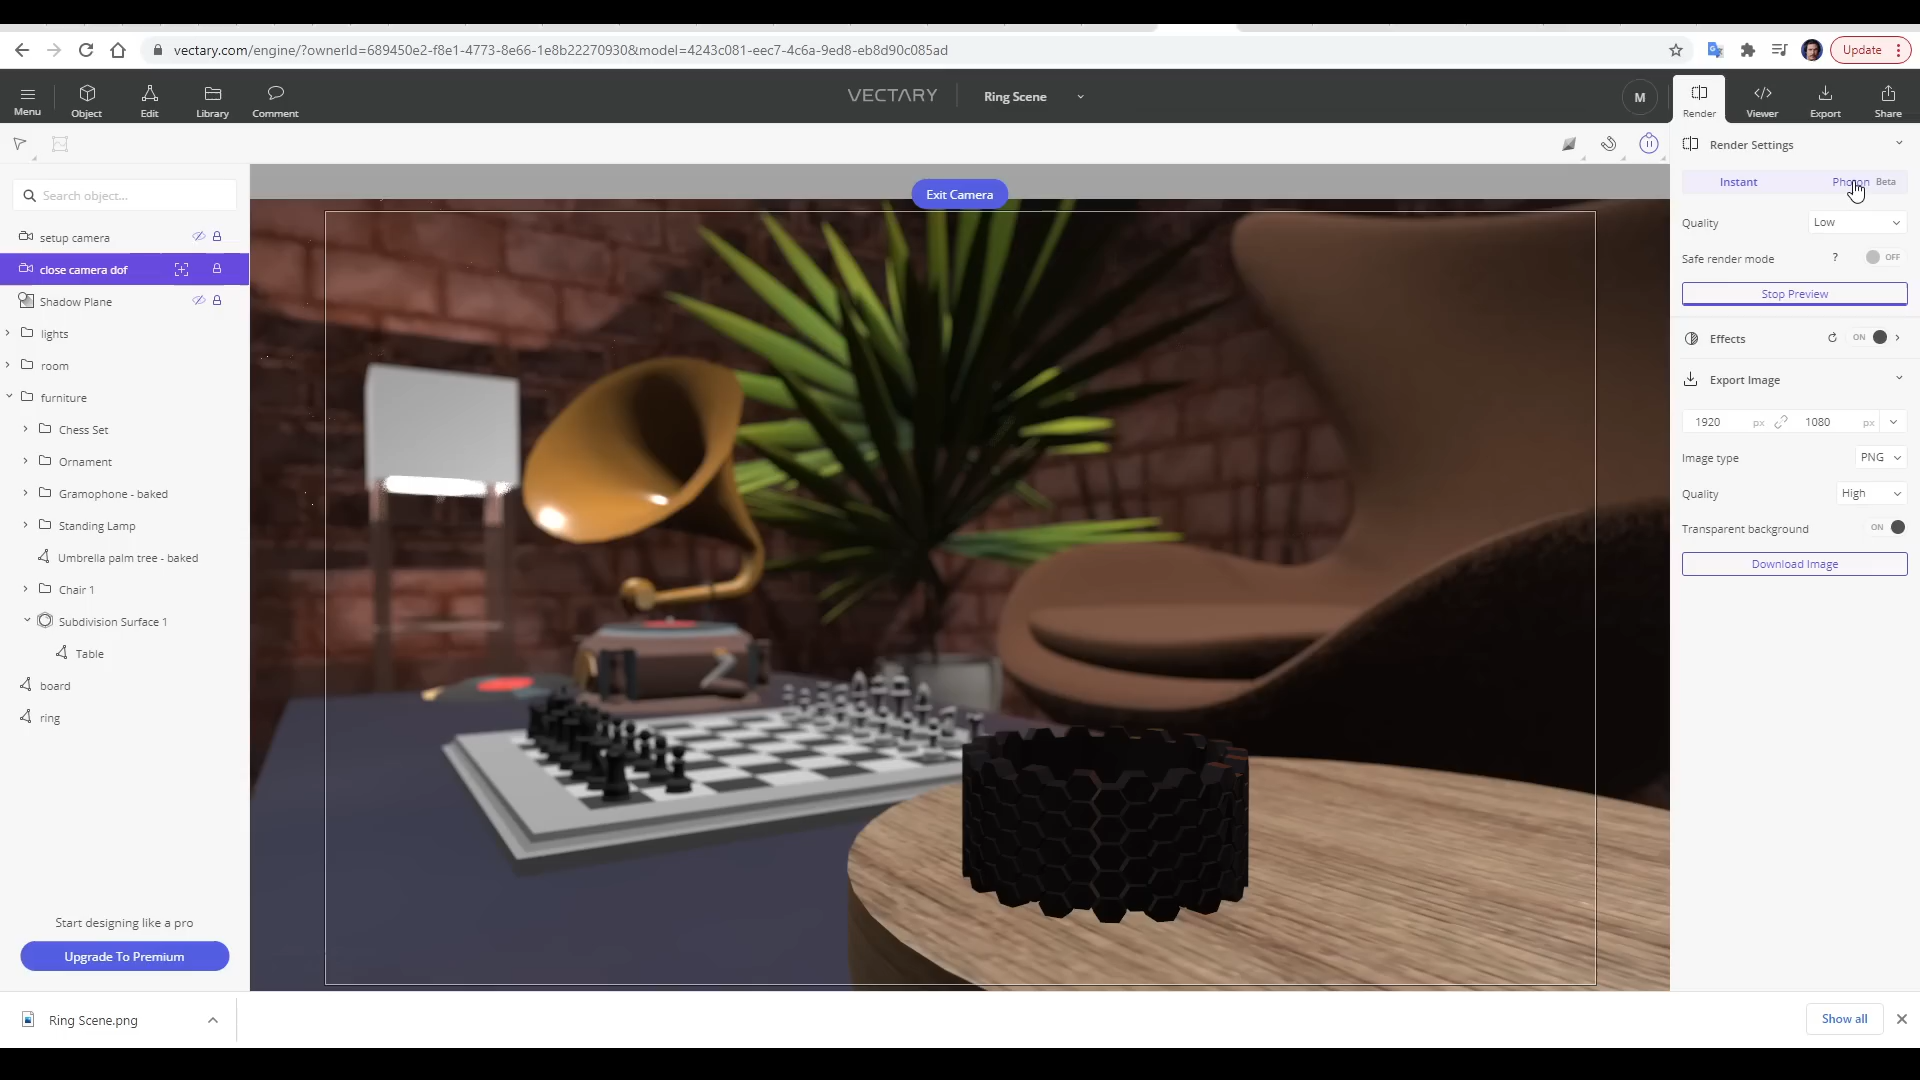 vectary.com/engine/?ownerId=689450e2-f8e1-4773-8e66-1e8b22270930&model=4243c081-eec7-4c6a-9ed8-eb8d90c085ad
Update
Menu
Object
Edit
Library
Comment
VECTARY
Ring Scene
M
Render
Viewer
Export
Share
Search object...
setup camera
close camera dof
Shadow Plane
lights
room
furniture
Chess Set
Ornament
Gramophone - baked
Standing Lamp
Umbrella palm tree - baked
Chair 1
Subdivision Surface 1
Table
board
ring
Start designing like a pro
Upgrade To Premium
Exit Camera
Render Settings
Instant
Photon Beta
Quality Low
Safe render mode ? OFF
Stop Preview
Effects ON
Export Image
1920 px 1080 px
Image type PNG
Quality High
Transparent background ON
Download Image
Ring Scene.png
Show all